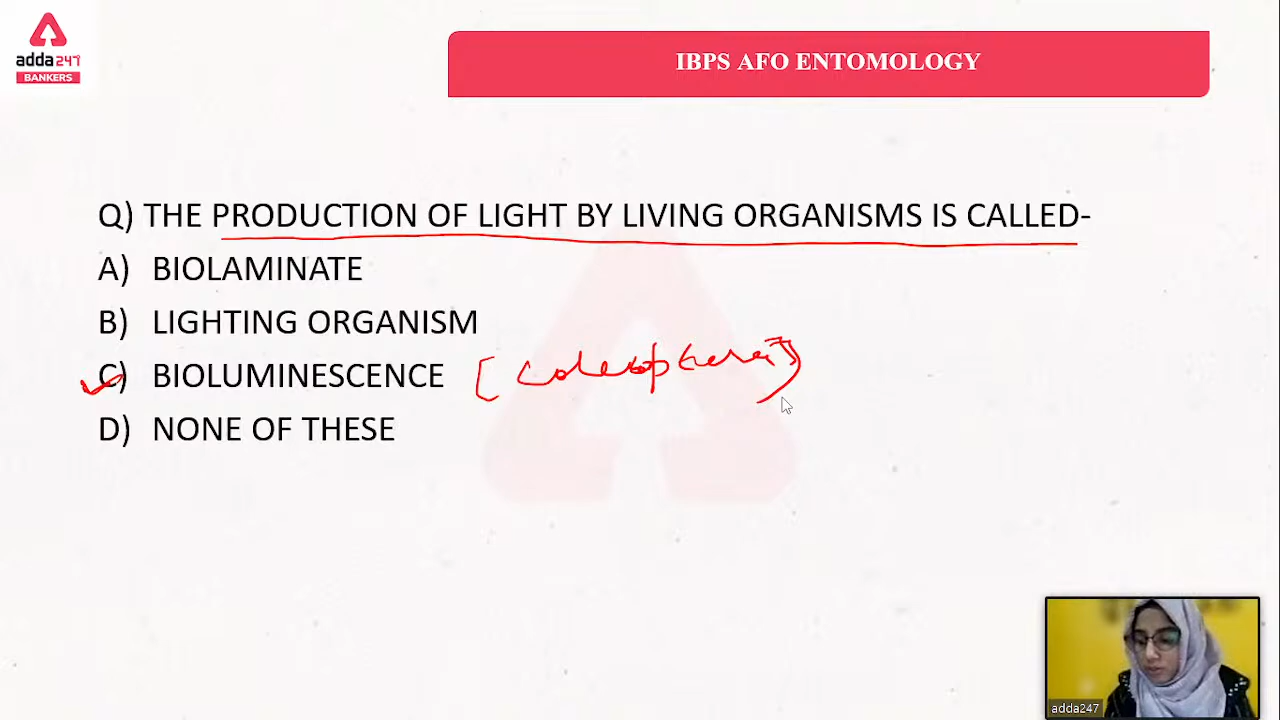 adda247
BANKERS
IBPS AFO ENTOMOLOGY
Q) THE PRODUCTION OF LIGHT BY LIVING ORGANISMS IS CALLED-
A) BIOLAMINATE
B) LIGHTING ORGANISM
C) BIOLUMINESCENCE [Coleoptera]
D) NONE OF THESE
adda247